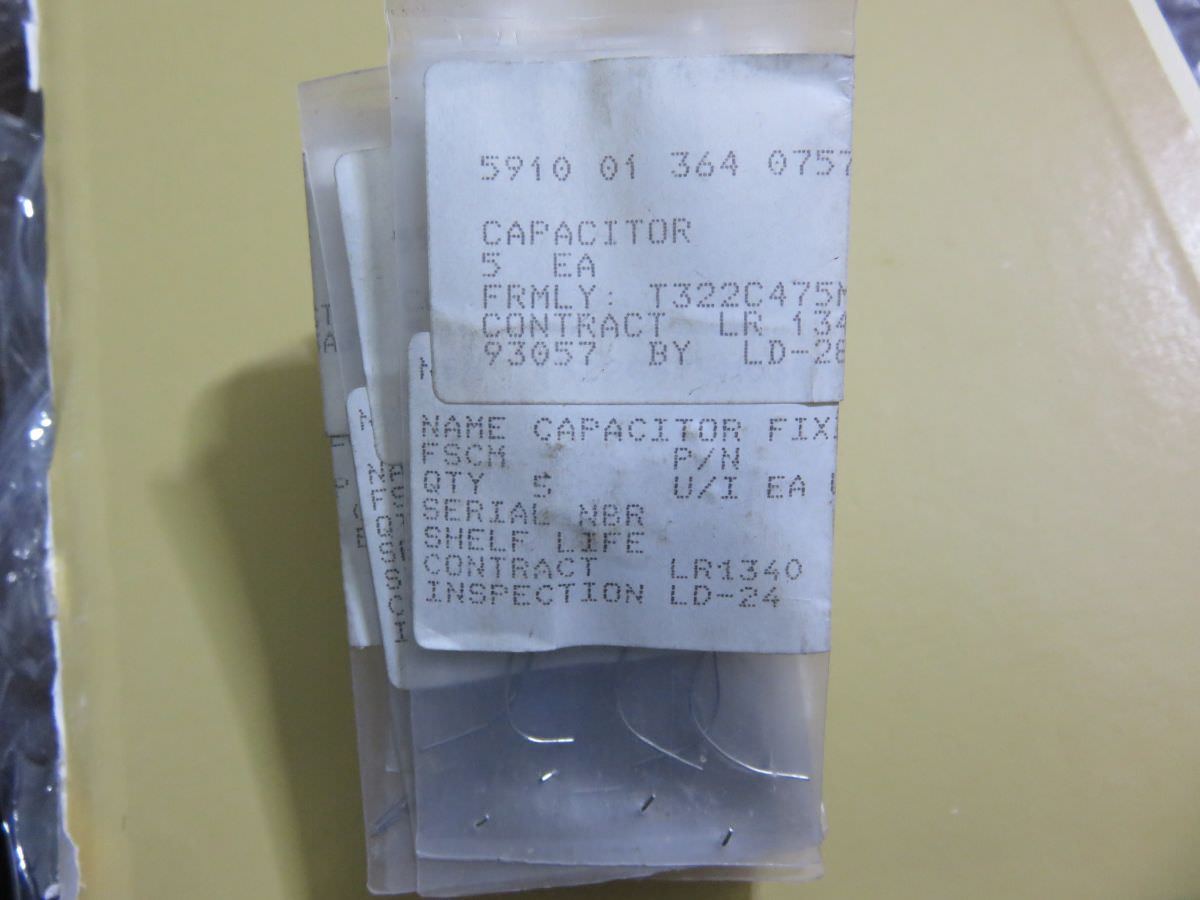 5910 01 364 0757
CAPACITOR
5 EA
FRMLY: T322C475M
CONTRACT LR 134
93057 BY LD-28
NAME CAPACITOR FIX
FSCM P/N
QTY 5 U/I EA
SERIAL NBR
SHELF LIFE
CONTRACT LR1340
INSPECTION LD-24